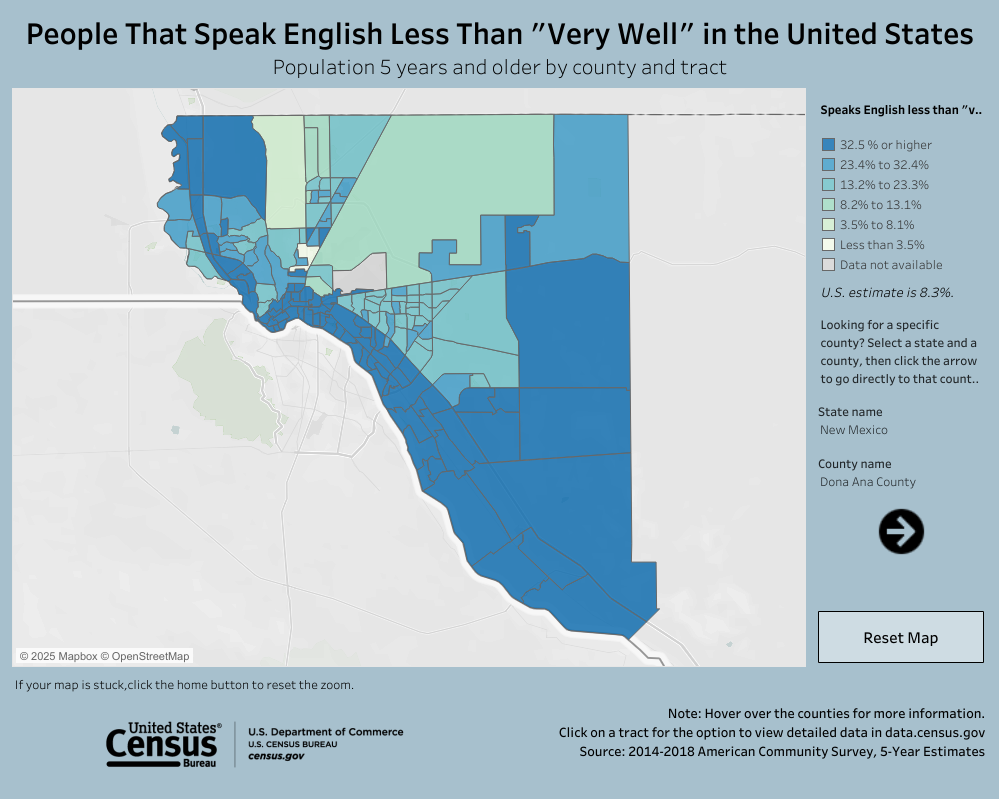 People That Speak English Less Than "Very Well" in the United States
Population 5 years and older by county and tract
Speaks English less than "v..
32.5 % or higher
23.4% to 32.4%
13.2% to 23.3%
8.2% to 13.1%
3.5% to 8.1%
Less than 3.5%
Data not available
U.S. estimate is 8.3%.
Looking for a specific
county? Select a state and a
county, then click the arrow
to go directly to that count..
State name
New Mexico
County name
Dona Ana County
Reset Map
© 2025 Mapbox © OpenStreetMap
If your map is stuck,click the home button to reset the zoom.
United States®
Census
Bureau
U.S. Department of Commerce
U.S. CENSUS BUREAU
census.gov
Note: Hover over the counties for more information.
Click on a tract for the option to view detailed data in data.census.gov
Source: 2014-2018 American Community Survey, 5-Year Estimates